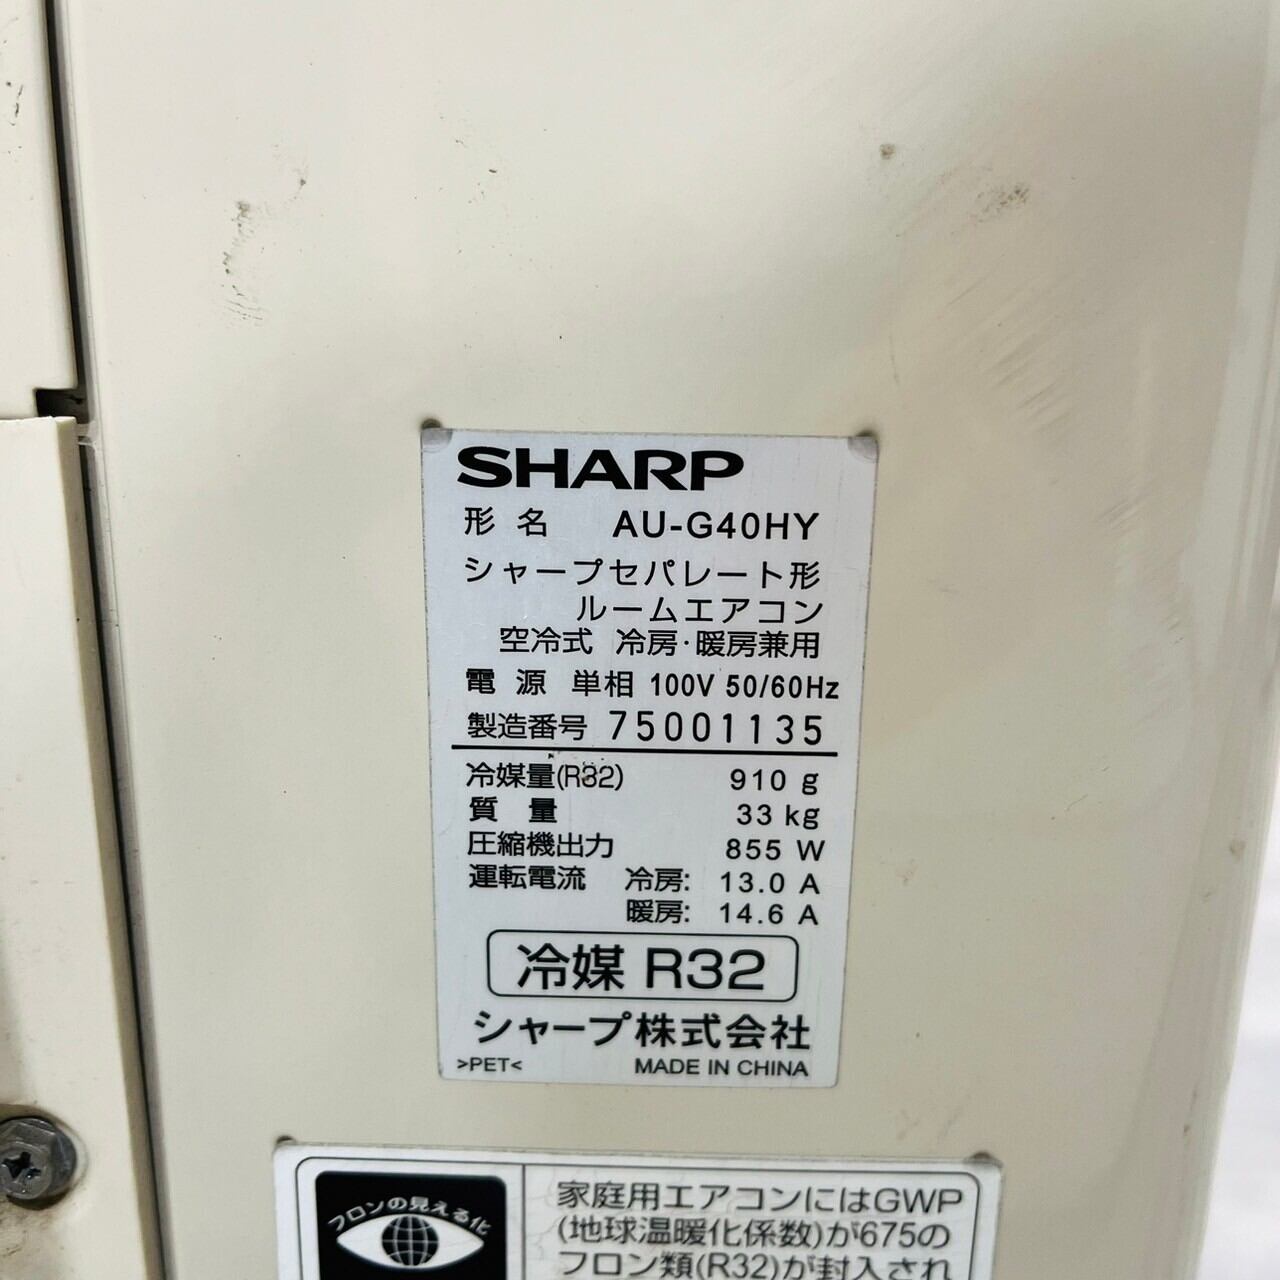 SHARP
形名 AU-G40HY
シャープセパレート形
ルームエアコン
空冷式 冷房・暖房兼用
電源 単相 100V 50/60Hz
製造番号 75001135
冷媒量(R32) 910 g
質量 33 kg
圧縮機出力 855 W
運転電流 冷房: 13.0 A
暖房: 14.6 A
冷媒 R32
シャープ株式会社
>PET< MADE IN CHINA
フロンの見える化
家庭用エアコンにはGWP
(地球温暖化係数)が675の
フロン類(R32)が封入され